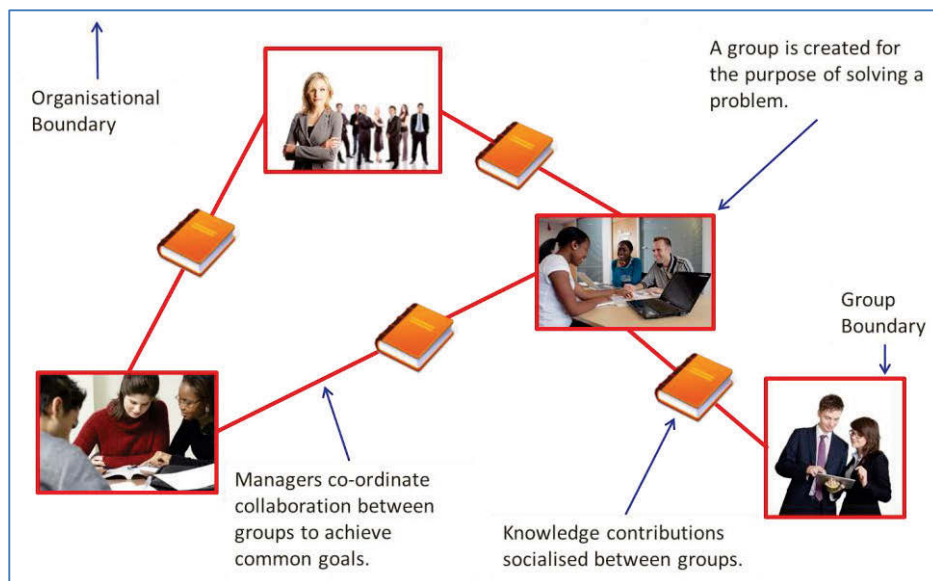 A group is created for
the purpose of solving a
problem.
Organisational
Boundary
Group
Boundary
Managers co-ordinate
collaboration between
groups to achieve
common goals.
Knowledge contributions
socialised between groups.